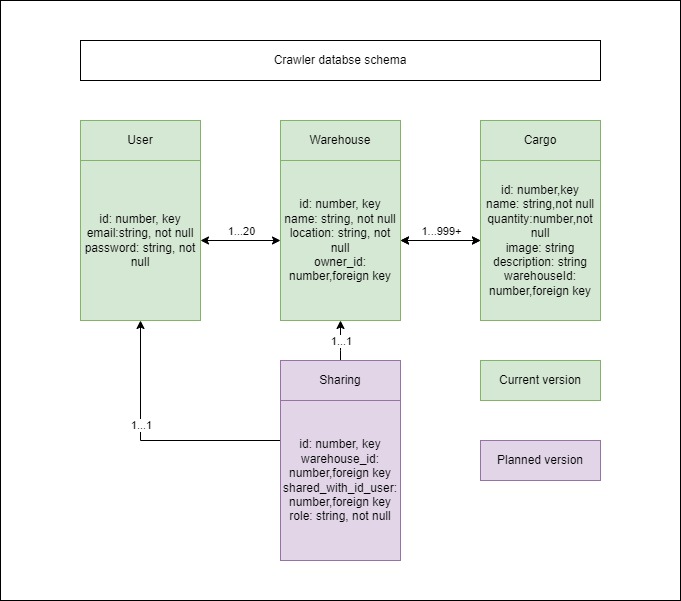 Crawler databse schema
User
Warehouse
Cargo
id: number, key
email:string, not null
password: string, not
null
1...20
id: number, key
name: string, not null
location: string, not
null
owner_id:
number,foreign key
1...999+
id: number,key
name: string,not null
quantity:number,not
null
image: string
description: string
warehouseId:
number,foreign key
1...1
Sharing
Current version
1...1
id: number, key
warehouse_id:
number,foreign key
shared_with_id_user:
number,foreign key
role: string, not null
Planned version